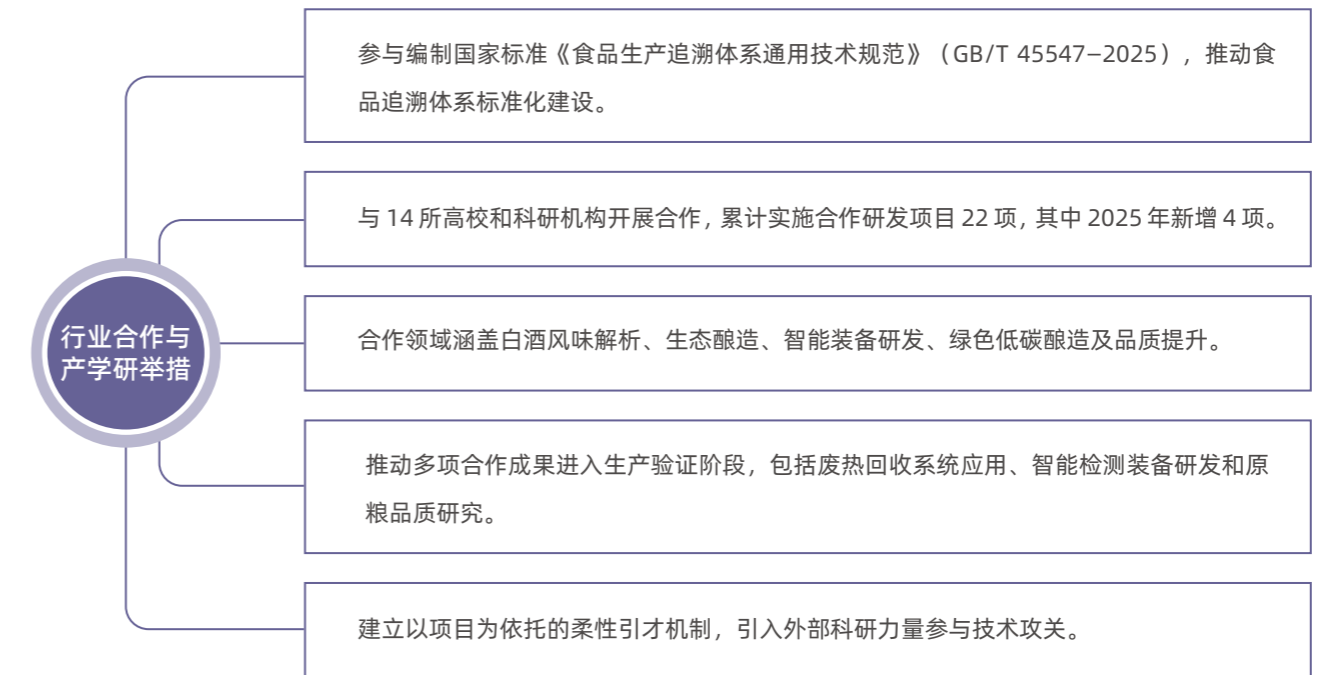 参与编制国家标准《食品生产追溯体系通用技术规范》（GB/T 45547—2025），推动食
品追溯体系标准化建设。
与 14 所高校和科研机构开展合作，累计实施合作研发项目 22 项，其中 2025 年新增 4 项。
行业合作与
产学研举措
合作领域涵盖白酒风味解析、生态酿造、智能装备研发、绿色低碳酿造及品质提升。
推动多项合作成果进入生产验证阶段，包括废热回收系统应用、智能检测装备研发和原
粮品质研究。
建立以项目为依托的柔性引才机制，引入外部科研力量参与技术攻关。